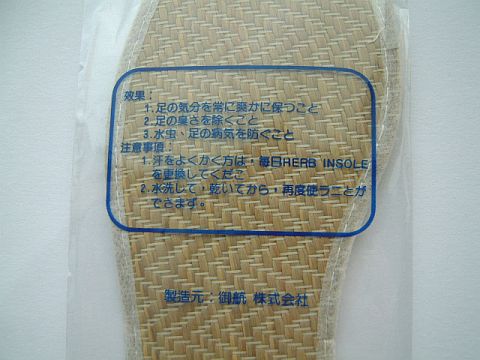 效果：
1.足の気分を常に爽かに保つこと
2.足の臭さを除くこと
3.水虫、足の病気を防ぐこと
注意事項：
1.汗をよくかく方は，毎日HERB INSOLE
を更換してくだこ
2.水洗して，乾いてから，再度使うことが
できまず。
製造元：御航 株式会社